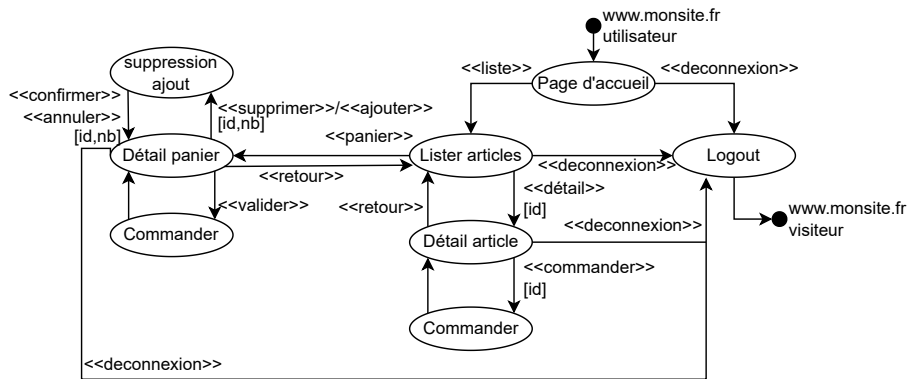 www.monsite.fr
utilisateur
suppression
ajout
<<liste>>
Page d'accueil
<<deconnexion>>
<<confirmer>>
<<annuler>>
[id,nb]
<<supprimer>>/<<ajouter>>
[id,nb]
<<panier>>
Détail panier
Lister articles
<<deconnexion>>
Logout
<<retour>>
<<détail>>
[id]
<<valider>>
<<retour>>
www.monsite.fr
visiteur
Commander
Détail article
<<deconnexion>>
<<commander>>
[id]
Commander
<<deconnexion>>